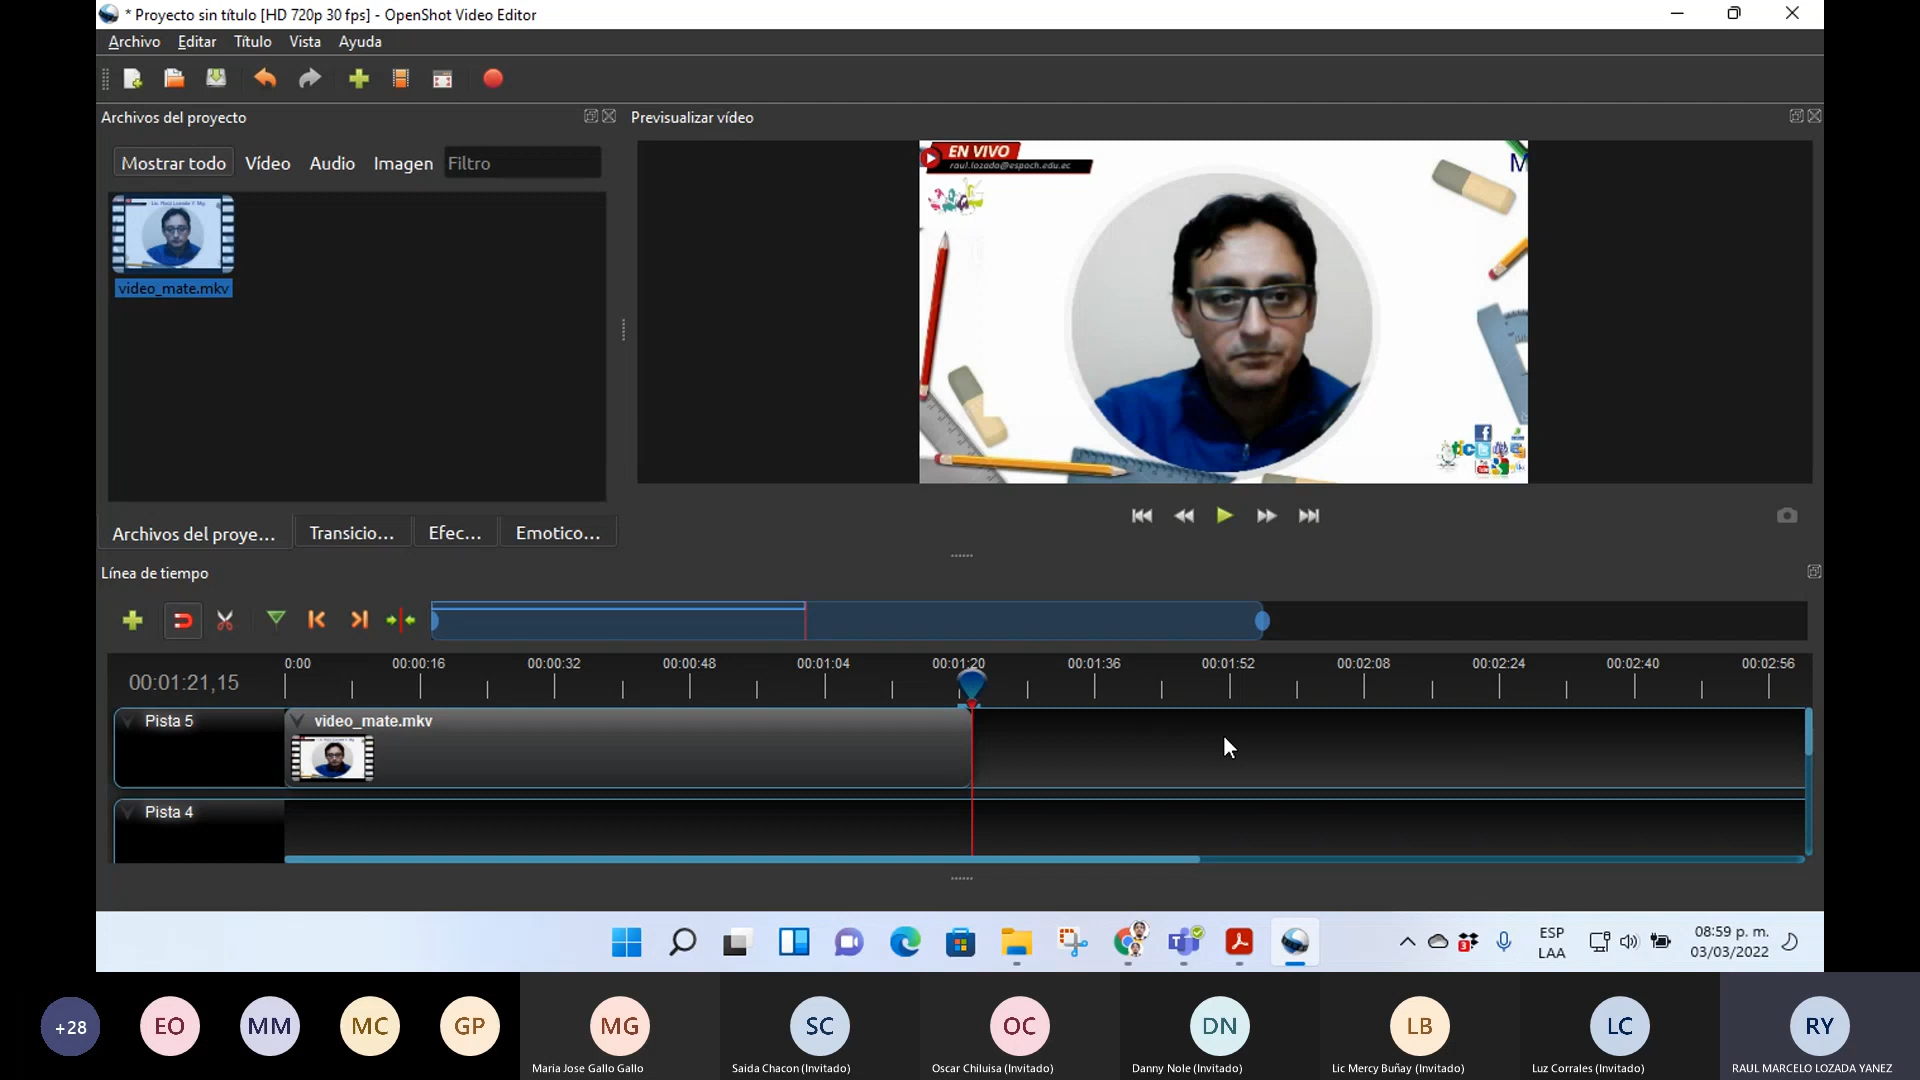 * Proyecto sin título [HD 720p 30 fps] - OpenShot Video Editor
Archivo Editar Título Vista Ayuda
Archivos del proyecto
Previsualizar vídeo
Mostrar todo Vídeo Audio Imagen Filtro
video_mate.mkv
EN VIVO
raul.lozada@espoch.edu.ec
M
Archivos del proye... Transicio... Efec... Emotico...
Línea de tiempo
0:00 00:00:16 00:00:32 00:00:48 00:01:04 00:01:20 00:01:36 00:01:52 00:02:08 00:02:24 00:02:40 00:02:56
00:01:21,15
Pista 5
video_mate.mkv
Pista 4
ESP
LAA
08:59 p. m.
03/03/2022
+28 EO MM MC GP MG SC OC DN LB LC RY
Maria Jose Gallo Gallo
Saida Chacon (Invitado)
Oscar Chiluisa (Invitado)
Danny Nole (Invitado)
Lic Mercy Buñay (Invitado)
Luz Corrales (Invitado)
RAUL MARCELO LOZADA YANEZ